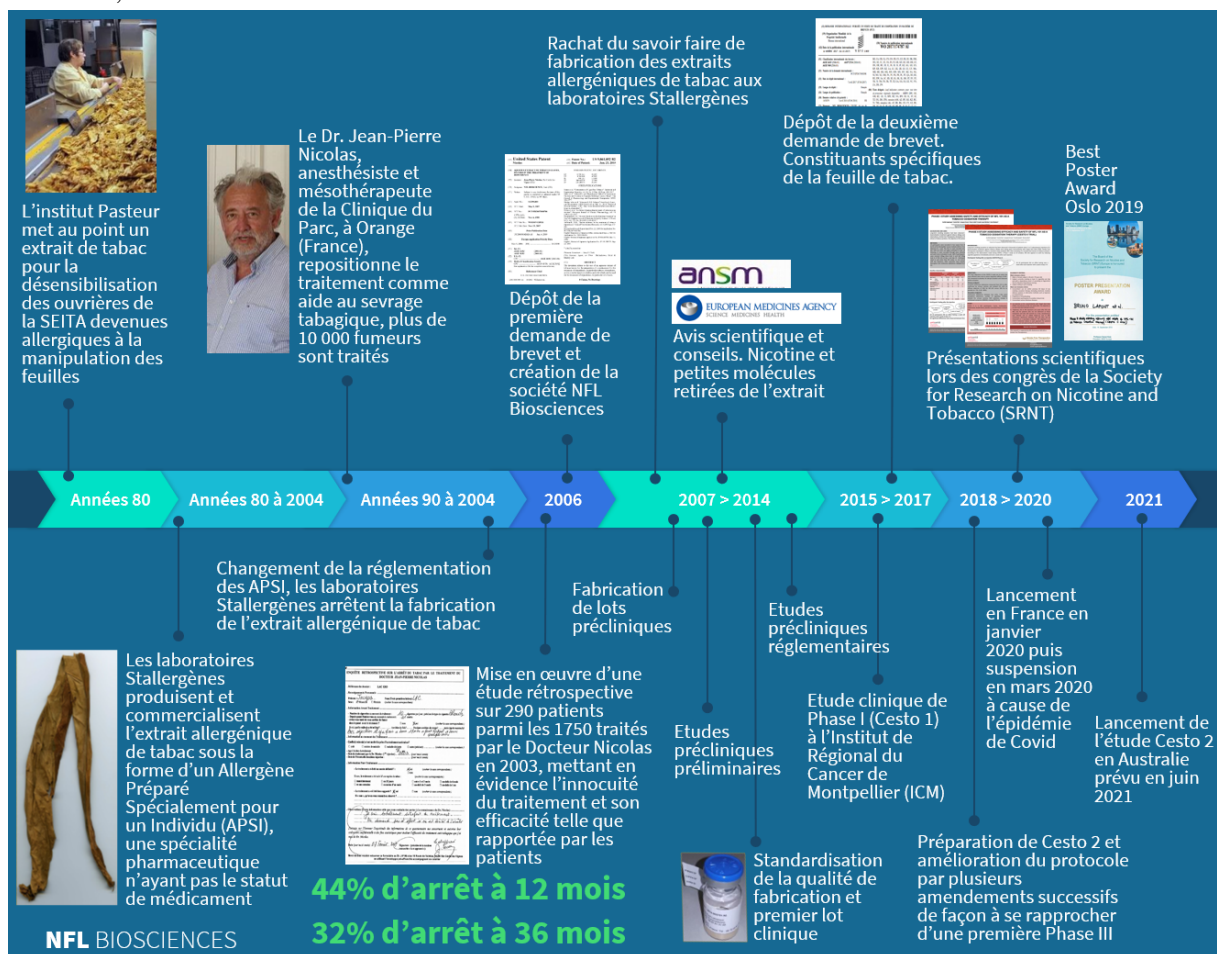 L'institut Pasteur
met au point un
extrait de tabac
pour la
désensibilisation
des ouvrières de
la SEITA devenues
allergiques à la
manipulation des
feuilles
Le Dr. Jean-Pierre
Nicolas,
anesthésiste et
mésothérapeute
de la Clinique du
Parc, à Orange
(France),
repositionne le
traitement comme
aide au sevrage
tabagique, plus de
10 000 fumeurs
sont traités
Rachat du savoir faire de
fabrication des extraits
allergéniques de tabac aux
laboratoires Stallergènes
United States Patent
Dépôt de la
première
demande de
brevet et
création de la
société NFL
Biosciences
ansm
EUROPEAN MEDICINES AGENCY
SCIENCE MEDICINES HEALTH
Avis scientifique et
conseils. Nicotine et
petites molécules
retirées de l'extrait
Dépôt de la deuxième
demande de brevet.
Constituants spécifiques
de la feuille de tabac.
Best
Poster
Award
Oslo 2019
POSTER PRESENTATION
AWARD
Présentations scientifiques
lors des congrès de la Society
for Research on Nicotine and
Tobacco (SRNT)
Années 80
Années 80 à 2004
Années 90 à 2004
2006
2007 > 2014
2015 > 2017
2018 > 2020
2021
Les laboratoires
Stallergènes
produisent et
commercialisent
l'extrait allergénique
de tabac sous la
forme d'un Allergène
Préparé
Spécialement pour
un Individu (APSI),
une spécialité
pharmaceutique
n'ayant pas le statut
de médicament
Changement de la réglementation
des APSI, les laboratoires
Stallergènes arrêtent la fabrication
de l'extrait allergénique de tabac
Mise en œuvre d'une
étude rétrospective
sur 290 patients
parmi les 1750 traités
par le Docteur Nicolas
en 2003, mettant en
évidence l'innocuité
du traitement et son
efficacité telle que
rapportée par les
patients
44% d'arrêt à 12 mois
32% d'arrêt à 36 mois
Fabrication
de lots
précliniques
Etudes
précliniques
préliminaires
Standardisation
de la qualité de
fabrication et
premier lot
clinique
Etudes
précliniques
réglementaires
Etude clinique de
Phase I (Cesto 1)
à l'Institut de
Régional du
Cancer de
Montpellier (ICM)
Préparation de Cesto 2 et
amélioration du protocole
par plusieurs
amendements successifs
de façon à se rapprocher
d'une première Phase III
Lancement
en France en
janvier
2020 puis
suspension
en mars 2020
à cause de
l'épidémie
de Covid
Lancement de
l'étude Cesto 2
en Australie
prévu en juin
2021
NFL BIOSCIENCES